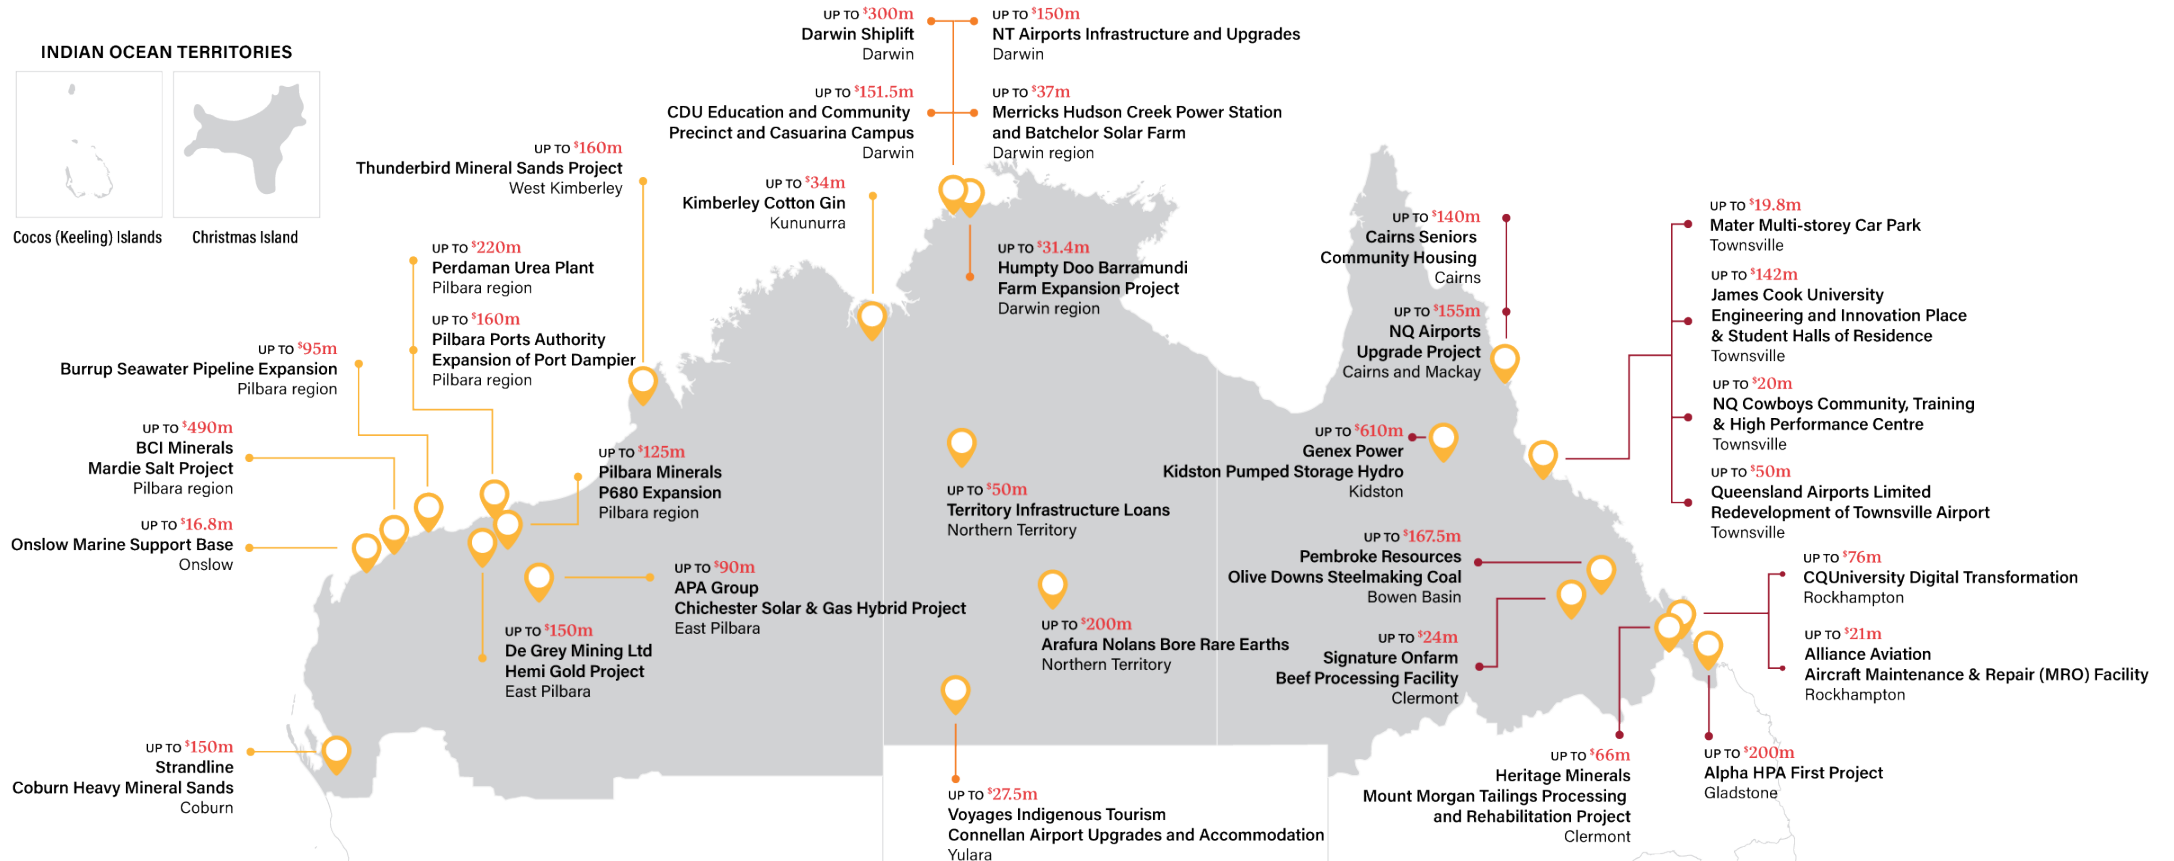 INDIAN OCEAN TERRITORIES
Cocos (Keeling) Islands
Christmas Island
UP TO $300m
Darwin Shiplift
Darwin
UP TO $150m
NT Airports Infrastructure and Upgrades
Darwin
UP TO $151.5m
CDU Education and Community
Precinct and Casuarina Campus
Darwin
UP TO $37m
Merricks Hudson Creek Power Station
and Batchelor Solar Farm
Darwin region
UP TO $160m
Thunderbird Mineral Sands Project
West Kimberley
UP TO $34m
Kimberley Cotton Gin
Kununurra
UP TO $31.4m
Humpty Doo Barramundi
Farm Expansion Project
Darwin region
UP TO $220m
Perdaman Urea Plant
Pilbara region
UP TO $160m
Pilbara Ports Authority
Expansion of Port Dampier
Pilbara region
UP TO $95m
Burrup Seawater Pipeline Expansion
Pilbara region
UP TO $490m
BCI Minerals
Mardie Salt Project
Pilbara region
UP TO $16.8m
Onslow Marine Support Base
Onslow
UP TO $125m
Pilbara Minerals
P680 Expansion
Pilbara region
UP TO $90m
APA Group
Chichester Solar & Gas Hybrid Project
East Pilbara
UP TO $150m
De Grey Mining Ltd
Hemi Gold Project
East Pilbara
UP TO $150m
Strandline
Coburn Heavy Mineral Sands
Coburn
UP TO $50m
Territory Infrastructure Loans
Northern Territory
UP TO $200m
Arafura Nolans Bore Rare Earths
Northern Territory
UP TO $27.5m
Voyages Indigenous Tourism
Connellan Airport Upgrades and Accommodation
Yulara
UP TO $140m
Cairns Seniors
Community Housing
Cairns
UP TO $155m
NQ Airports
Upgrade Project
Cairns and Mackay
UP TO $610m
Genex Power
Kidston Pumped Storage Hydro
Kidston
UP TO $167.5m
Pembroke Resources
Olive Downs Steelmaking Coal
Bowen Basin
UP TO $24m
Signature Onfarm
Beef Processing Facility
Clermont
UP TO $19.8m
Mater Multi-storey Car Park
Townsville
UP TO $142m
James Cook University
Engineering and Innovation Place
& Student Halls of Residence
Townsville
UP TO $20m
NQ Cowboys Community, Training
& High Performance Centre
Townsville
UP TO $50m
Queensland Airports Limited
Redevelopment of Townsville Airport
Townsville
UP TO $76m
CQUniversity Digital Transformation
Rockhampton
UP TO $21m
Alliance Aviation
Aircraft Maintenance & Repair (MRO) Facility
Rockhampton
UP TO $66m
Heritage Minerals
Mount Morgan Tailings Processing
and Rehabilitation Project
Clermont
UP TO $200m
Alpha HPA First Project
Gladstone